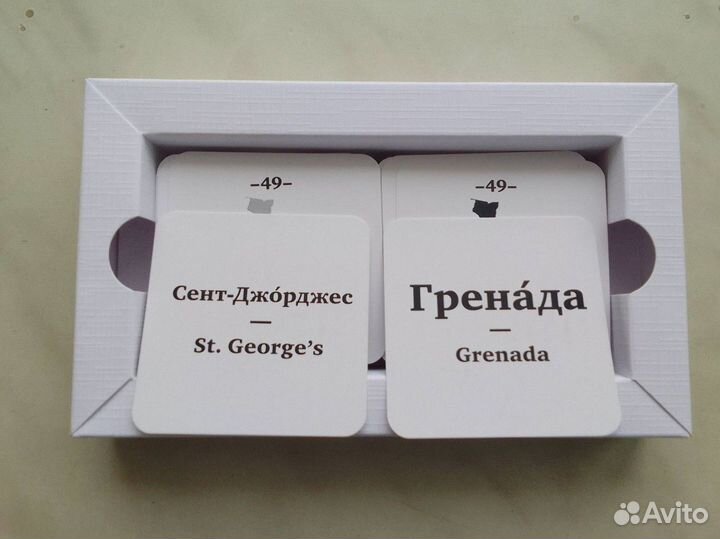 –49–
–49–
Сент-Джо́рджес
—
St. George’s
Грена́да
—
Grenada
Avito